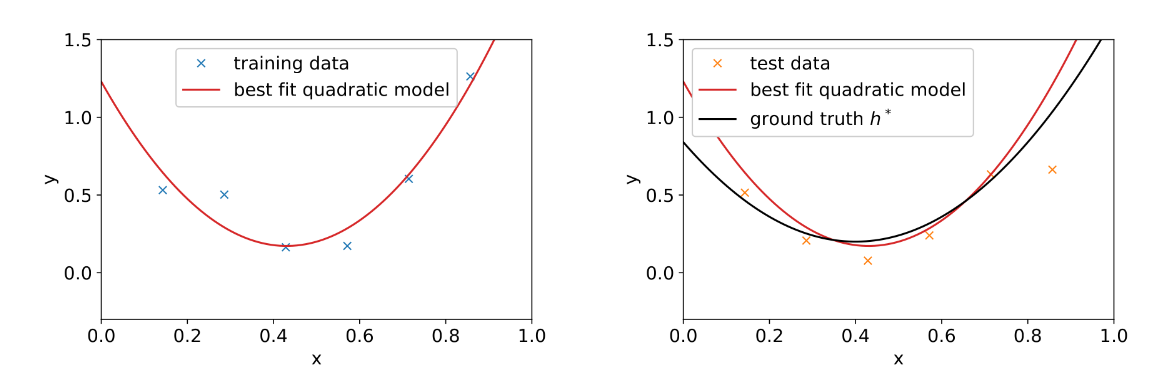 1.5
1.0
0.5
0.0
y
training data
best fit quadratic model
0.0 0.2 0.4 0.6 0.8 1.0
x
1.5
1.0
0.5
0.0
y
test data
best fit quadratic model
ground truth h*
0.0 0.2 0.4 0.6 0.8 1.0
x